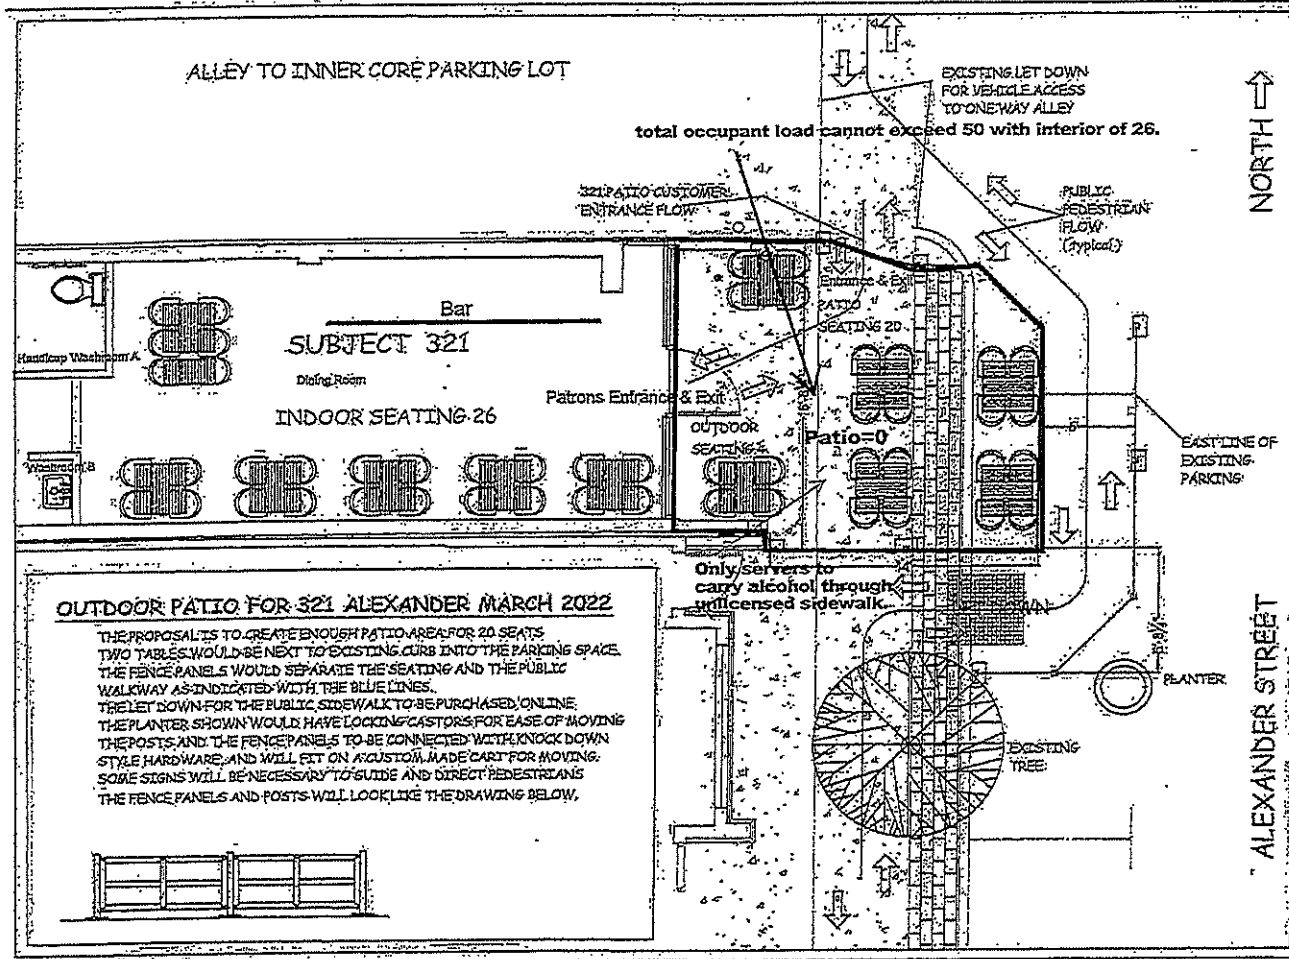 ALLEY TO INNER CORE PARKING LOT
EXISTING LET DOWN
FOR VEHICLE ACCESS
TO ONE WAY ALLEY
total occupant load cannot exceed 50 with interior of 26.
NORTH
321 PATIO CUSTOMER
ENTRANCE FLOW
PUBLIC
PEDESTRIAN
FLOW
(typical)
Entrance & Exit
PATIO
SEATING 20
Bar
SUBJECT 321
Handicap Washroom A
Dining Room
INDOOR SEATING 26
Patrons Entrance & Exit
OUTDOOR
SEATING
Patio=0
Washroom B
EAST LINE OF
EXISTING
PARKING
Only servers to
carry alcohol through
unlicensed sidewalk.
OUTDOOR PATIO FOR 321 ALEXANDER MARCH 2022
THE PROPOSAL IS TO CREATE ENOUGH PATIO AREA FOR 20 SEATS
TWO TABLES WOULD BE NEXT TO EXISTING CURB INTO THE PARKING SPACE.
THE FENCE PANELS WOULD SEPARATE THE SEATING AND THE PUBLIC
WALKWAY AS INDICATED WITH THE BLUE LINES.
THE LET DOWN FOR THE PUBLIC SIDEWALK TO BE PURCHASED ONLINE.
THE PLANTER SHOWN WOULD HAVE LOCKING CASTORS FOR EASE OF MOVING
THE POSTS AND THE FENCE PANELS TO BE CONNECTED WITH KNOCK DOWN
STYLE HARDWARE, AND WILL FIT ON A CUSTOM MADE CART FOR MOVING.
SOME SIGNS WILL BE NECESSARY TO GUIDE AND DIRECT PEDESTRIANS
THE FENCE PANELS AND POSTS WILL LOOK LIKE THE DRAWING BELOW.
PLANTER
EXISTING
TREE
ALEXANDER STREET